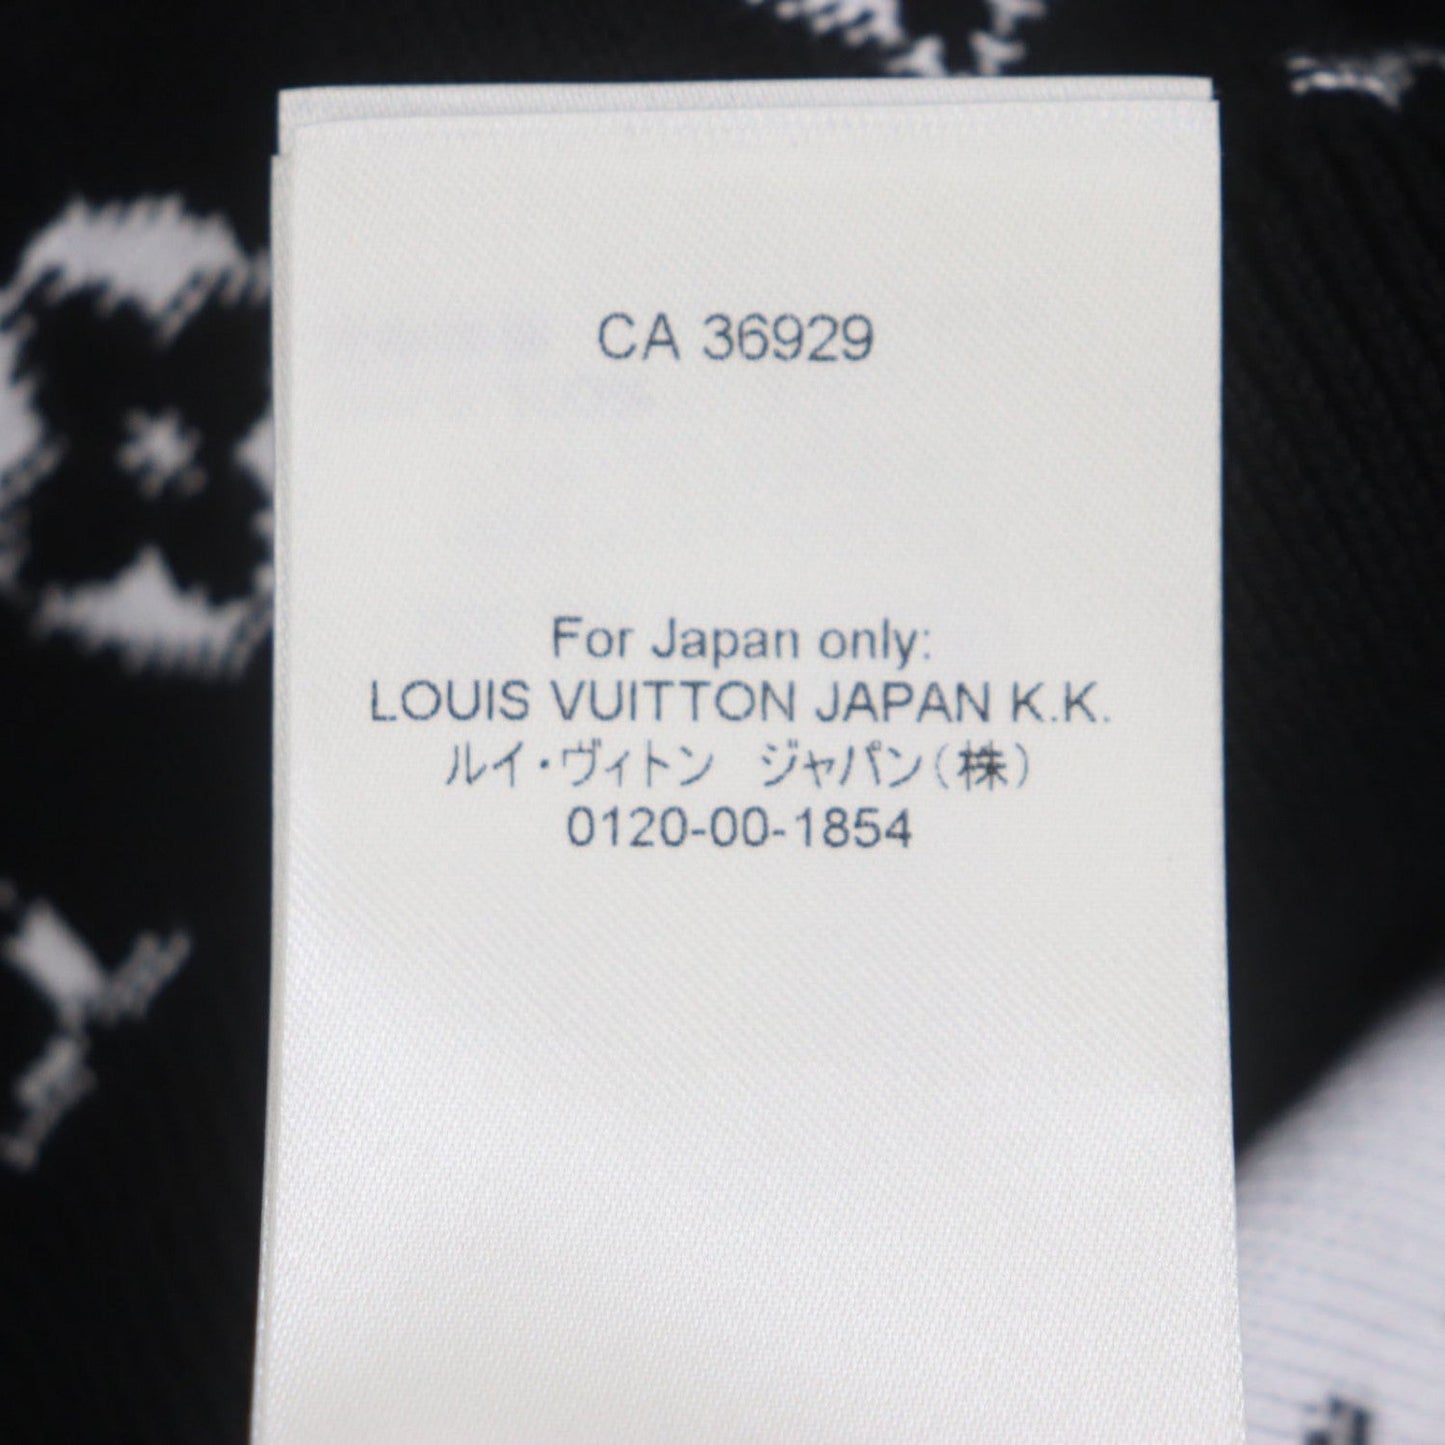 CA 36929
For Japan only:
LOUIS VUITTON JAPAN K.K.
ルイ・ヴィトン ジャパン(株)
0120-00-1854